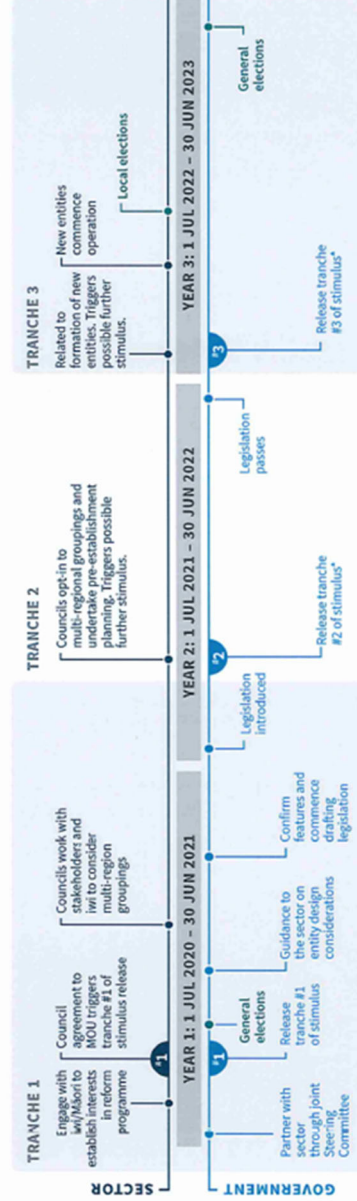 TRANCHE 1
TRANCHE 2
TRANCHE 3
SECTOR
Engage with
iwi/Māori to
establish interests
in reform
programme
Council
agreement to
MOU triggers
tranche #1 of
stimulus release
#1
Councils work with
stakeholders and
iwi to consider
multi-region
groupings
Councils opt-in to
multi-regional groupings and
undertake pre-establishment
planning. Triggers possible
further stimulus.
Related to
formation of new
entities. Triggers
possible further
stimulus.
New entities
commence
operation
Local elections
YEAR 1: 1 JUL 2020 – 30 JUN 2021
YEAR 2: 1 JUL 2021 – 30 JUN 2022
YEAR 3: 1 JUL 2022 – 30 JUN 2023
GOVERNMENT
Partner with
sector
through joint
Steering
Committee
#1
Release
tranche #1
of stimulus
General
elections
Guidance to
the sector on
entity design
considerations
Confirm
features and
commence
drafting
legislation
Legislation
introduced
#2
Release tranche
#2 of stimulus*
Legislation
passes
#3
Release tranche
#3 of stimulus*
General
elections